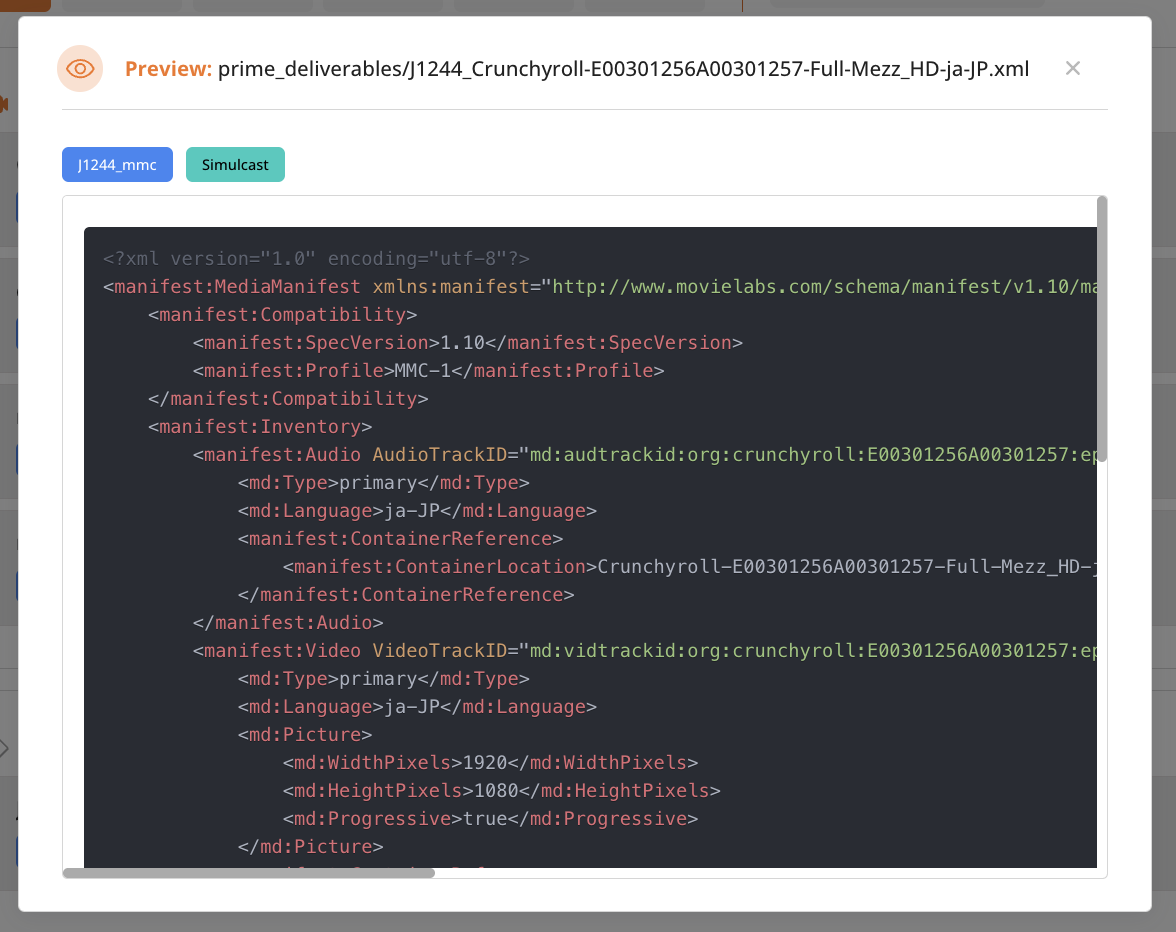 Preview: prime_deliverables/J1244_Crunchyroll-E00301256A00301257-Full-Mezz_HD-ja-JP.xml
J1244_mmc
Simulcast
<?xml version="1.0" encoding="utf-8"?>
<manifest:MediaManifest xmlns:manifest="http://www.movielabs.com/schema/manifest/v1.10/ma
<manifest:Compatibility>
<manifest:SpecVersion>1.10</manifest:SpecVersion>
<manifest:Profile>MMC-1</manifest:Profile>
</manifest:Compatibility>
<manifest:Inventory>
<manifest:Audio AudioTrackID="md:audtrackid:org:crunchyroll:E00301256A00301257:ep
<md:Type>primary</md:Type>
<md:Language>ja-JP</md:Language>
<manifest:ContainerReference>
<manifest:ContainerLocation>Crunchyroll-E00301256A00301257-Full-Mezz_HD-j
</manifest:ContainerReference>
</manifest:Audio>
<manifest:Video VideoTrackID="md:vidtrackid:org:crunchyroll:E00301256A00301257:ep
<md:Type>primary</md:Type>
<md:Language>ja-JP</md:Language>
<md:Picture>
<md:WidthPixels>1920</md:WidthPixels>
<md:HeightPixels>1080</md:HeightPixels>
<md:Progressive>true</md:Progressive>
</md:Picture>